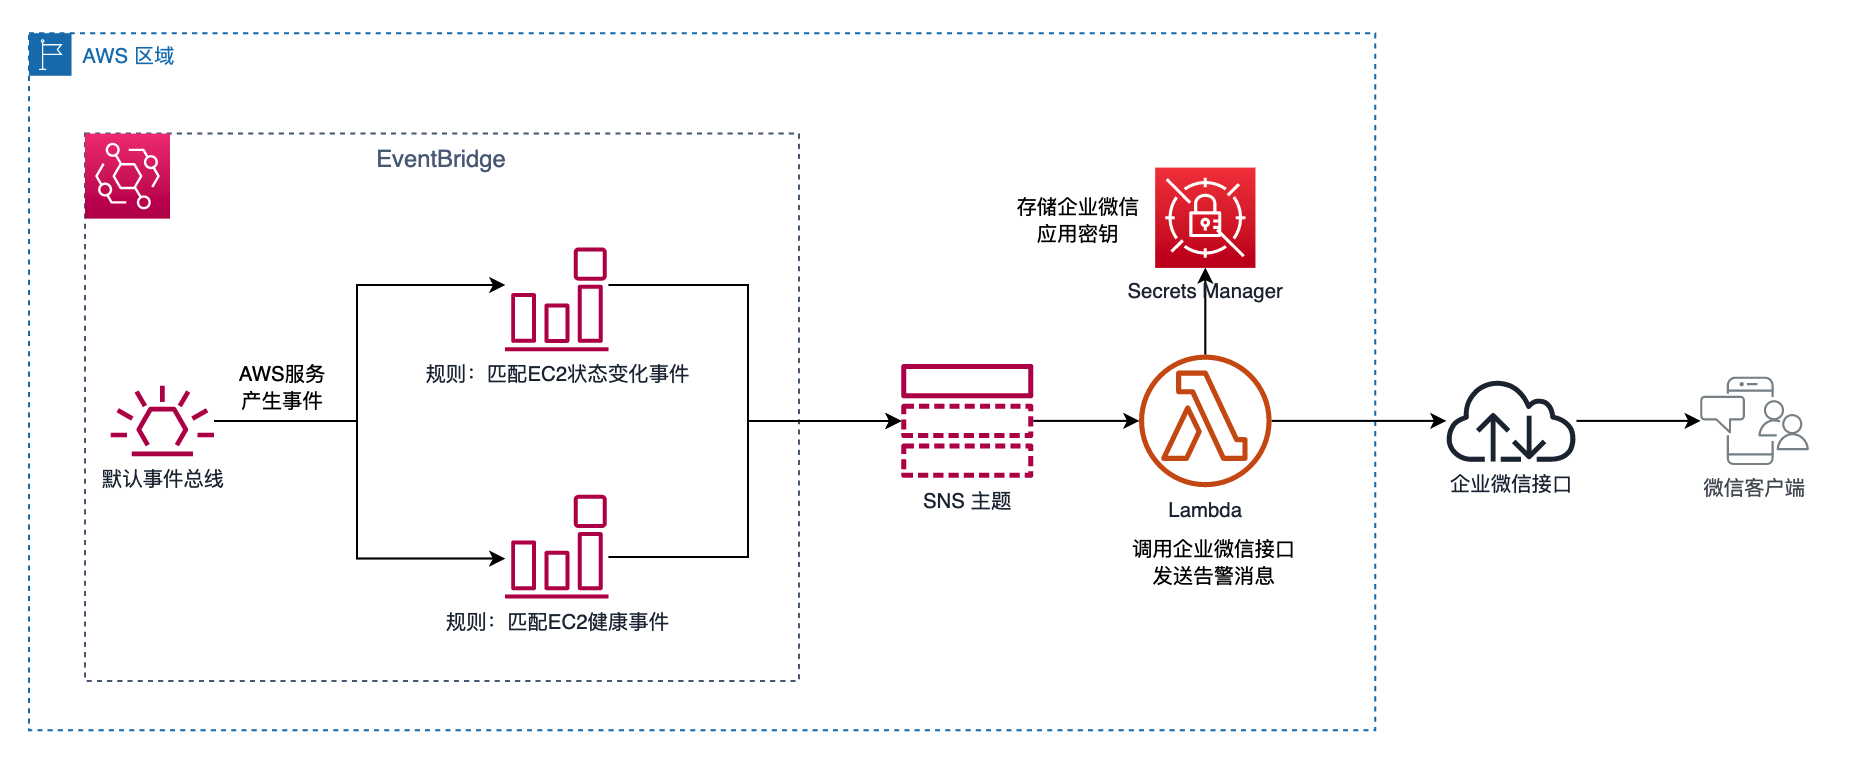 AWS 区域
EventBridge
存储企业微信
应用密钥
Secrets Manager
AWS服务
产生事件
规则：匹配EC2状态变化事件
默认事件总线
SNS 主题
Lambda
调用企业微信接口
发送告警消息
企业微信接口
微信客户端
规则：匹配EC2健康事件